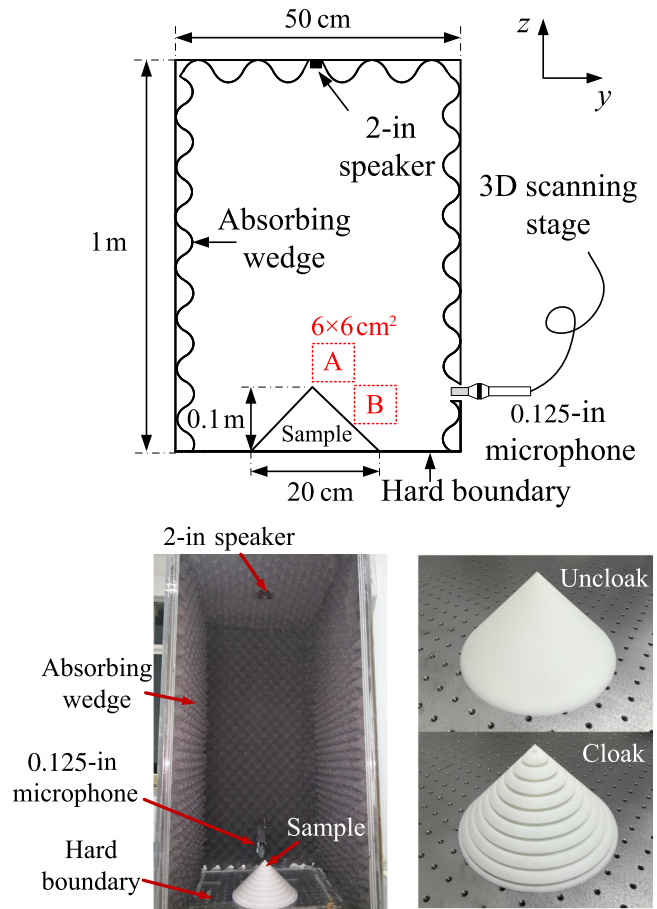 50 cm
z
y
2-in
speaker
3D scanning
stage
Absorbing
wedge
1 m
6×6 cm²
A
B
0.1 m
Sample
0.125-in
microphone
20 cm
Hard boundary
2-in speaker
Uncloak
Absorbing
wedge
0.125-in
microphone
Sample
Cloak
Hard
boundary